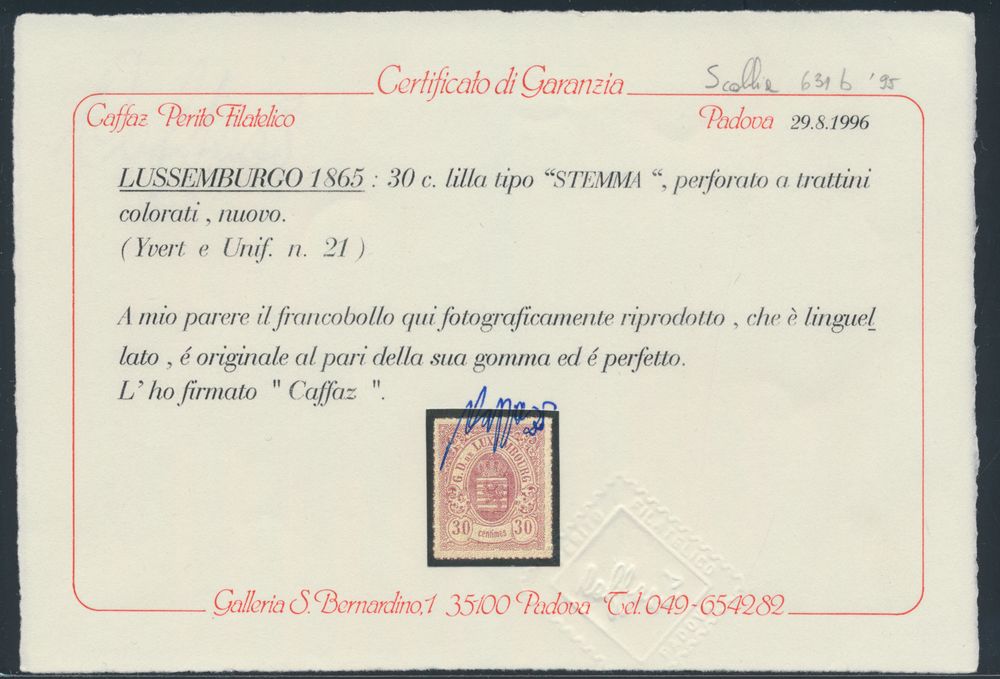 Certificato di Garanzia
631 b '95
Caffaz Perito Filatelico
Padova 29.8.1996
LUSSEMBURGO 1865 : 30 c. lilla tipo “STEMMA “, perforato a trattini
colorati , nuovo.
( Yvert e Unif. n. 21 )
A mio parere il francobollo qui fotograficamente riprodotto , che è linguel
lato , é originale al pari della sua gomma ed é perfetto.
L' ho firmato " Caffaz ".
G. D. DE LUXEMBOURG
30 centimes 30
FILATELICO
PADOVA
Galleria S. Bernardino,1 35100 Padova Tel. 049-654282